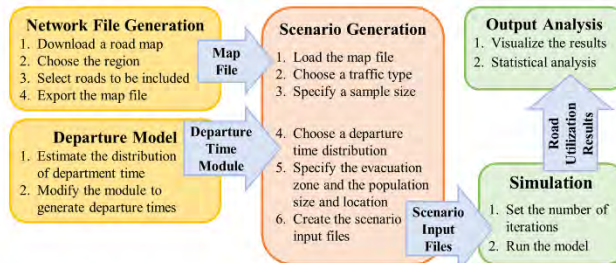 Network File Generation
1. Download a road map
2. Choose the region
3. Select roads to be included
4. Export the map file
Map
File
Departure Model
1. Estimate the distribution
of department time
2. Modify the module to
generate departure times
Departure
Time
Module
Scenario Generation
1. Load the map file
2. Choose a traffic type
3. Specify a sample size
4. Choose a departure
time distribution
5. Specify the evacuation
zone and the population
size and location
6. Create the scenario
input files
Scenario
Input
Files
Simulation
1. Set the number of
iterations
2. Run the model
Road
Utilization
Results
Output Analysis
1. Visualize the results
2. Statistical analysis